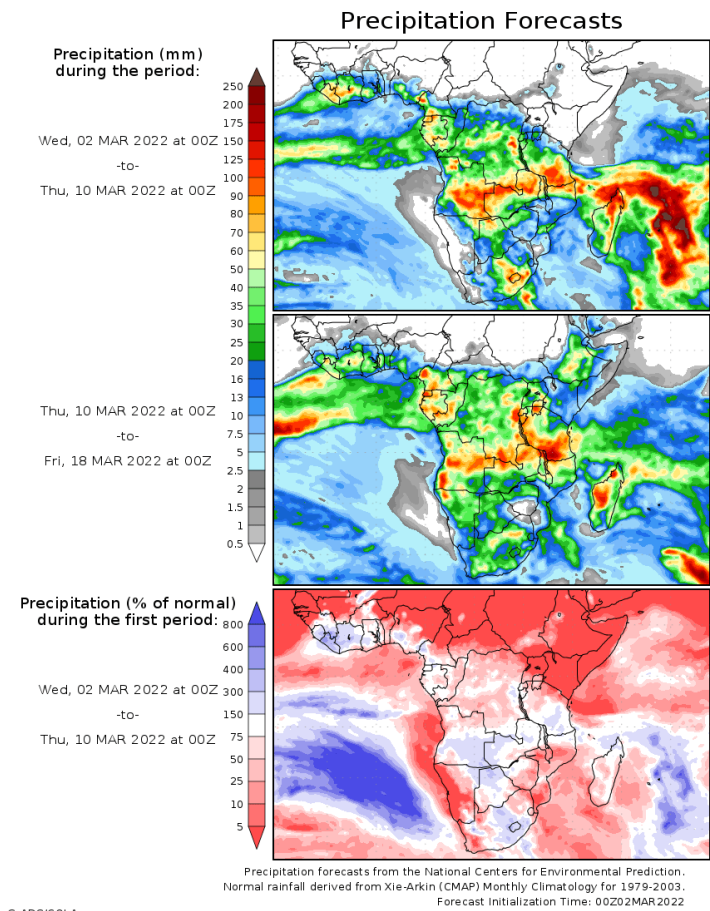 Precipitation Forecasts
Precipitation (mm)
during the period:
250
200
175
150
125
100
90
80
70
60
50
40
35
30
25
20
16
13
10
7.5
5
2.5
2
1.5
1
0.5
Wed, 02 MAR 2022 at 00Z
-to-
Thu, 10 MAR 2022 at 00Z
Thu, 10 MAR 2022 at 00Z
-to-
Fri, 18 MAR 2022 at 00Z
Precipitation (% of normal)
during the first period:
800
600
400
300
150
75
50
25
10
5
Wed, 02 MAR 2022 at 00Z
-to-
Thu, 10 MAR 2022 at 00Z
Precipitation forecasts from the National Centers for Environmental Prediction.
Normal rainfall derived from Xie-Arkin (CMAP) Monthly Climatology for 1979-2003.
Forecast Initialization Time: 00Z02MAR2022